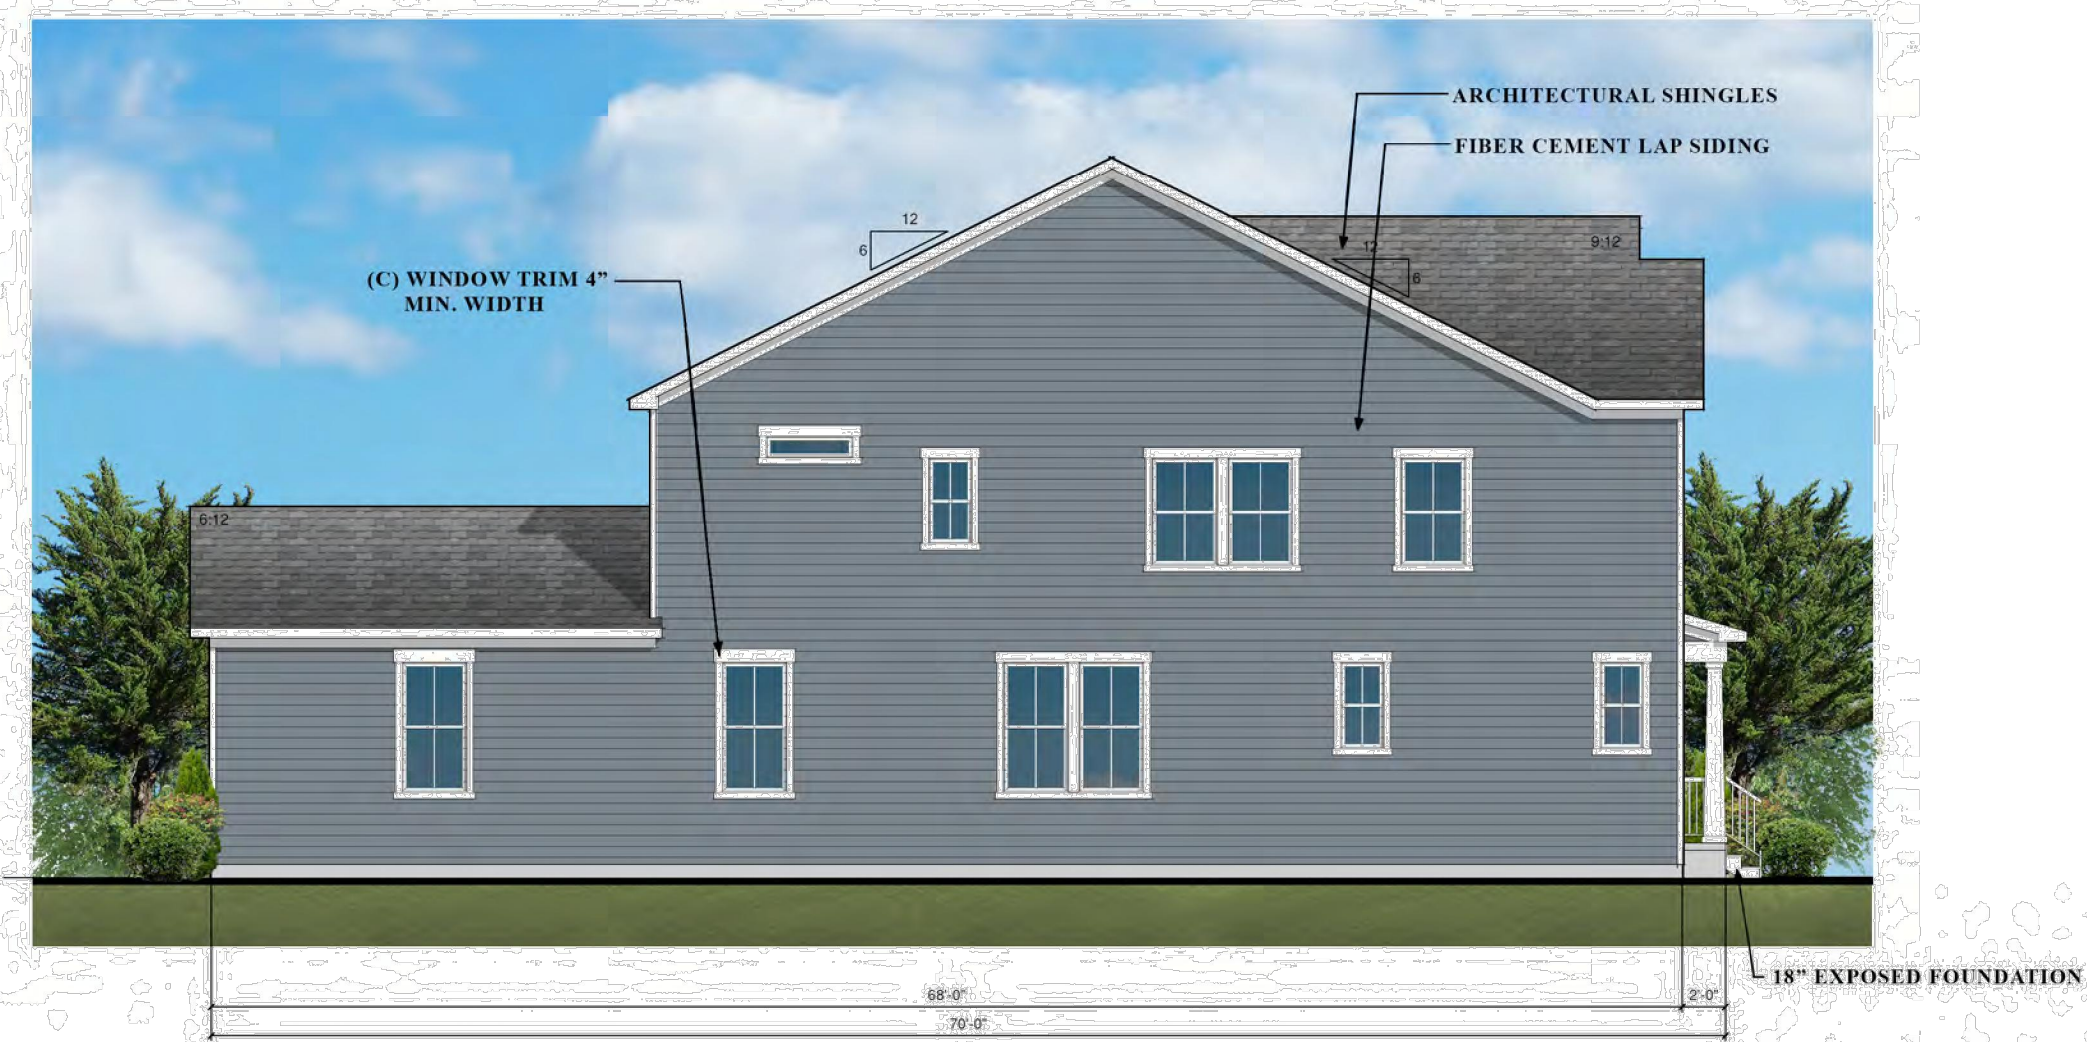 ARCHITECTURAL SHINGLES
FIBER CEMENT LAP SIDING
12
6
12
6
9:12
(C) WINDOW TRIM 4”
MIN. WIDTH
6:12
18” EXPOSED FOUNDATION
68'-0"
2'-0"
70'-0"